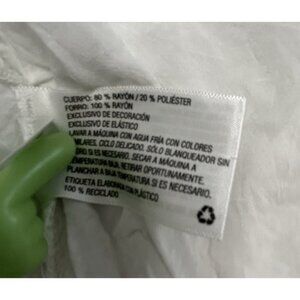 CUERPO: 80 % RAYÓN / 20 % POLIÉSTER
FORRO: 100 % RAYÓN
EXCLUSIVO DE DECORACIÓN
EXCLUSIVO DE ELÁSTICO
LAVAR A MÁQUINA CON AGUA FRÍA CON COLORES
MILARES, CICLO DELICADO. SÓLO BLANQUEADOR SIN
SI ES NECESARIO. SECAR A MÁQUINA A
TEMPERATURA BAJA. RETIRAR OPORTUNAMENTE.
PLANCHAR A BAJA TEMPERATURA SI ES NECESARIO.
ETIQUETA ELABORADA CON PLÁSTICO
100 % RECICLADO